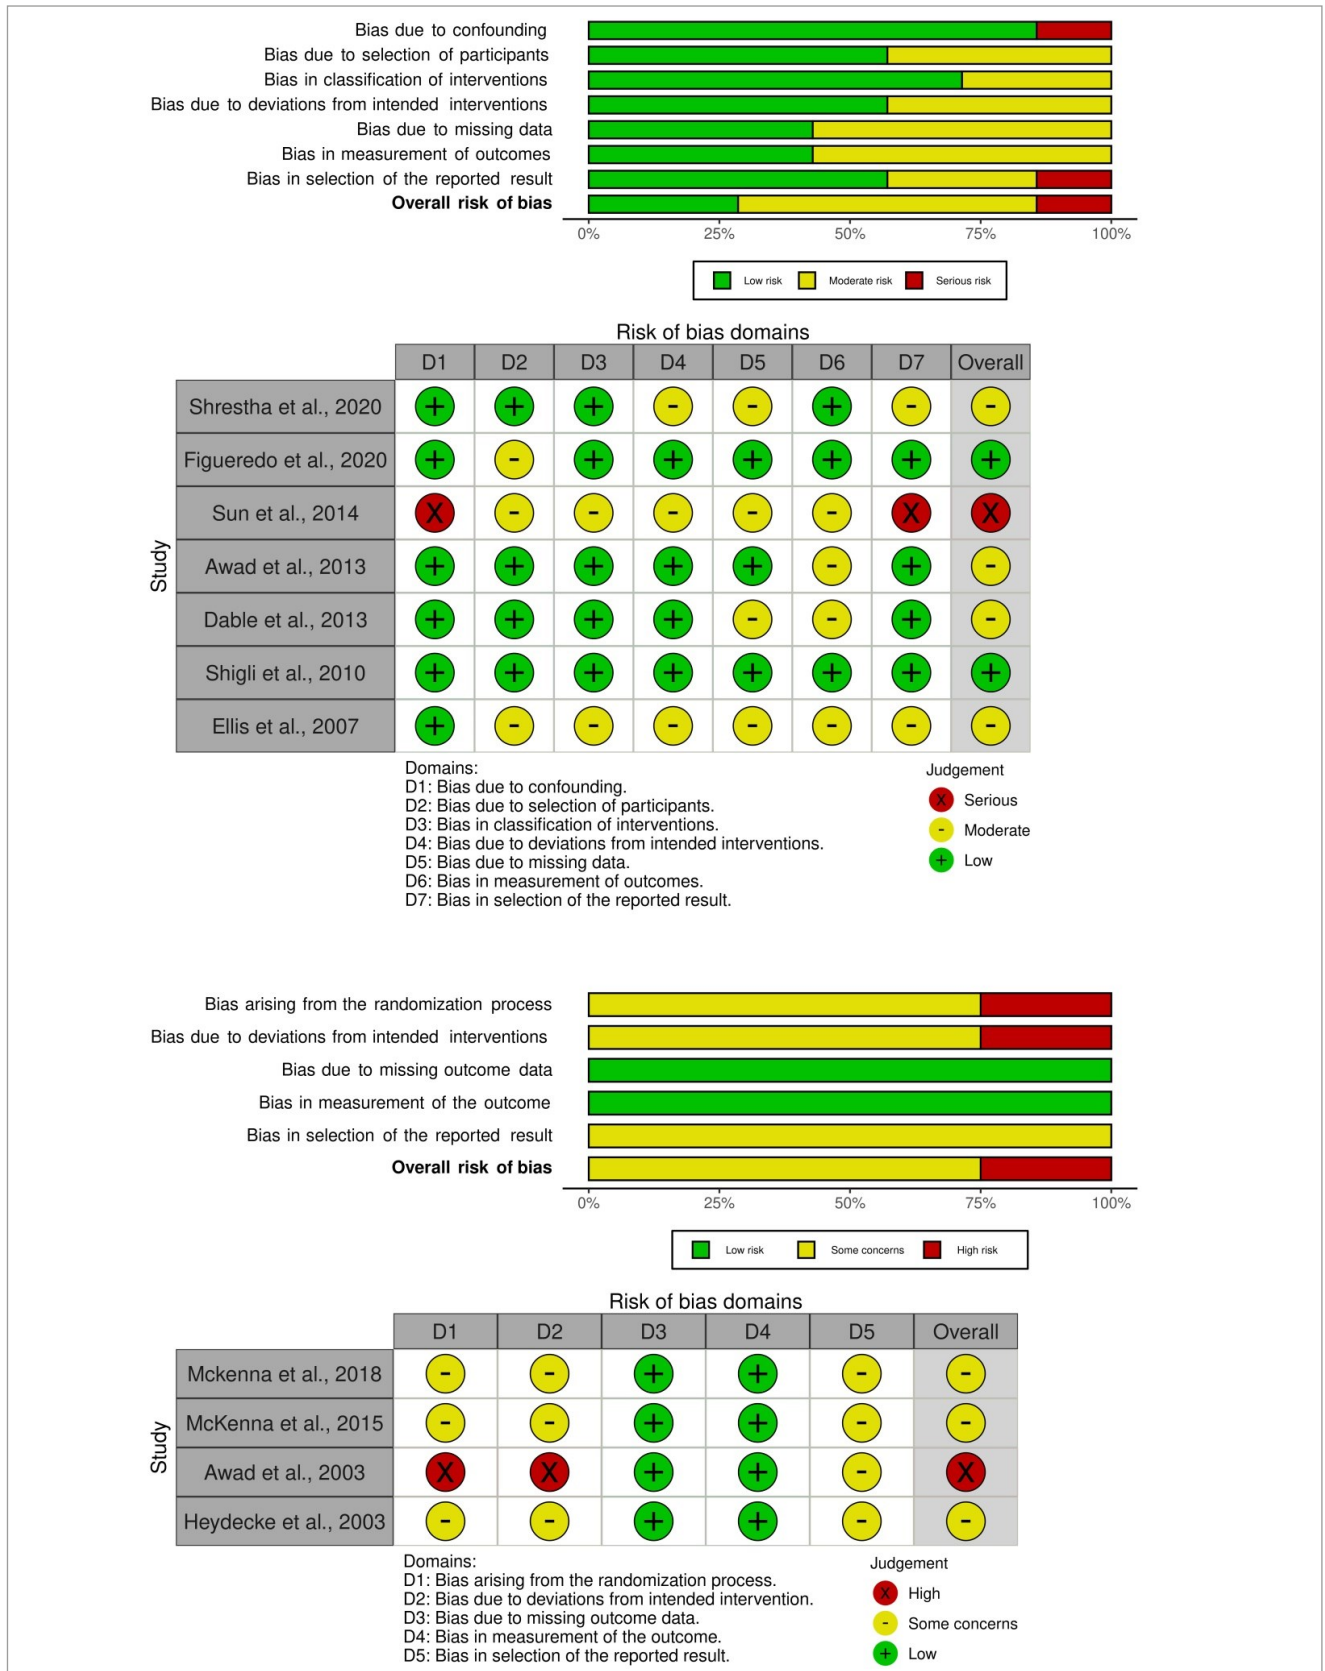 Bias due to confounding
Bias due to selection of participants
Bias in classification of interventions
Bias due to deviations from intended interventions
Bias due to missing data
Bias in measurement of outcomes
Bias in selection of the reported result
Overall risk of bias
0% 25% 50% 75% 100%
Low risk Moderate risk Serious risk
Risk of bias domains
D1 D2 D3 D4 D5 D6 D7 Overall
Study
Shrestha et al., 2020 + + + - - + - -
Figueredo et al., 2020 + - + + + + + +
Sun et al., 2014 X - - - - - X X
Awad et al., 2013 + + + + + - + -
Dable et al., 2013 + + + + - - + -
Shigli et al., 2010 + + + + + + + +
Ellis et al., 2007 + - - - - - - -
Domains:
D1: Bias due to confounding.
D2: Bias due to selection of participants.
D3: Bias in classification of interventions.
D4: Bias due to deviations from intended interventions.
D5: Bias due to missing data.
D6: Bias in measurement of outcomes.
D7: Bias in selection of the reported result.
Judgement
X Serious
- Moderate
+ Low
Bias arising from the randomization process
Bias due to deviations from intended interventions
Bias due to missing outcome data
Bias in measurement of the outcome
Bias in selection of the reported result
Overall risk of bias
0% 25% 50% 75% 100%
Low risk Some concerns High risk
Risk of bias domains
D1 D2 D3 D4 D5 Overall
Study
Mckenna et al., 2018 - - + + - -
McKenna et al., 2015 - - + + - -
Awad et al., 2003 X X + + - X
Heydecke et al., 2003 - - + + - -
Domains:
D1: Bias arising from the randomization process.
D2: Bias due to deviations from intended intervention.
D3: Bias due to missing outcome data.
D4: Bias in measurement of the outcome.
D5: Bias in selection of the reported result.
Judgement
X High
- Some concerns
+ Low